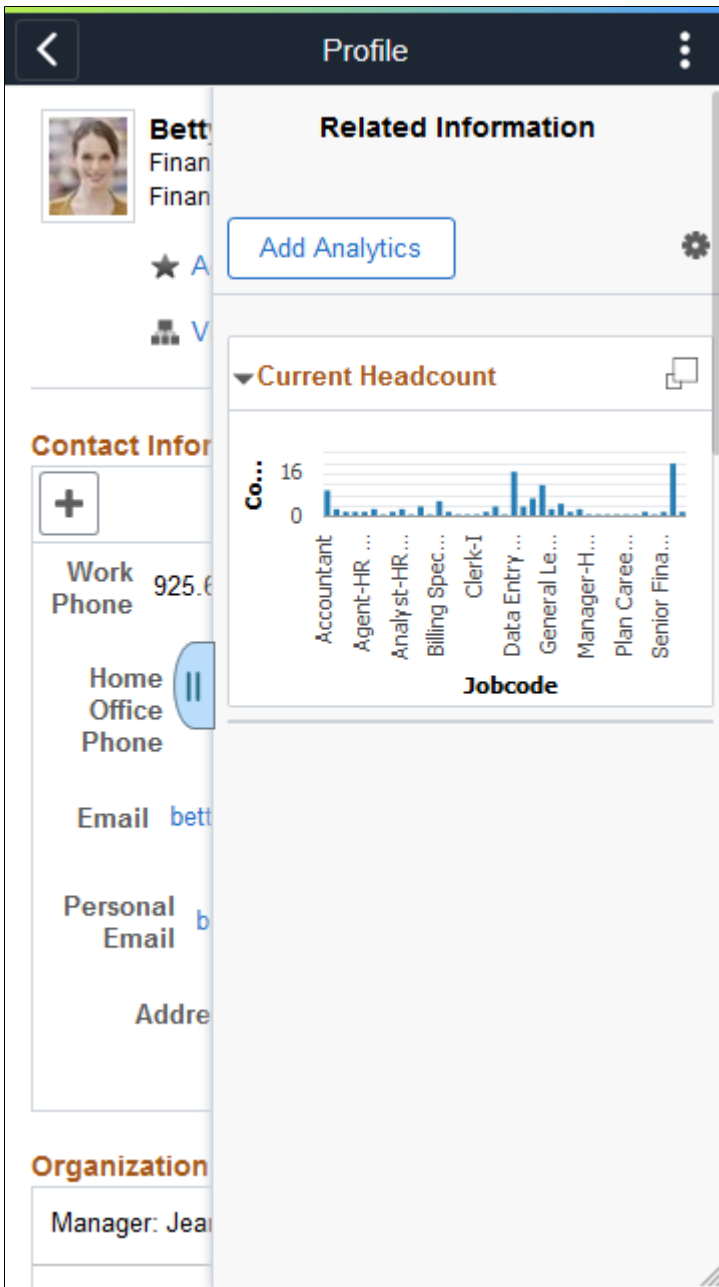 Profile
Betty
Finan
Finan
A
V
Contact Infor
Work
Phone
925.6
Home
Office
Phone
Email
bett
Personal
Email
b
Addre
Organization
Manager: Jean
Related Information
Add Analytics
Current Headcount
Co...
16
0
Accountant
Agent-HR ...
Analyst-HR...
Billing Spec...
Clerk-I
Data Entry...
General Le...
Manager-H...
Plan Caree...
Senior Fina...
Jobcode